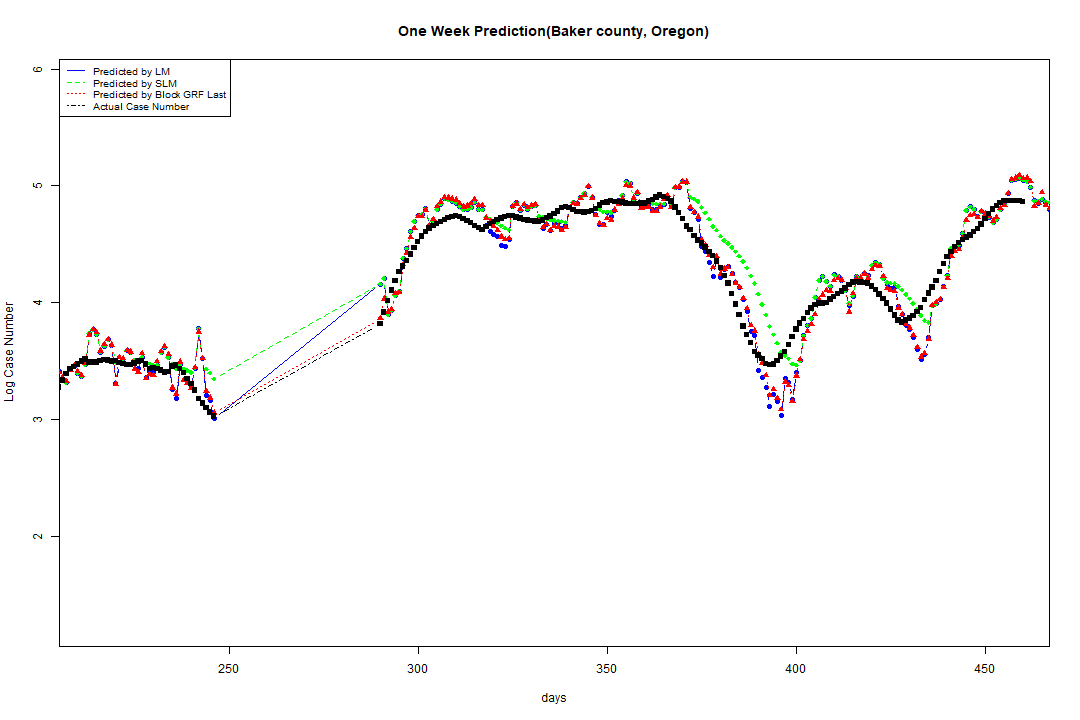 One Week Prediction(Baker county, Oregon)
Predicted by LM
Predicted by SLM
Predicted by Block GRF Last
Actual Case Number
6
5
4
3
2
Log Case Number
250 300 350 400 450
days